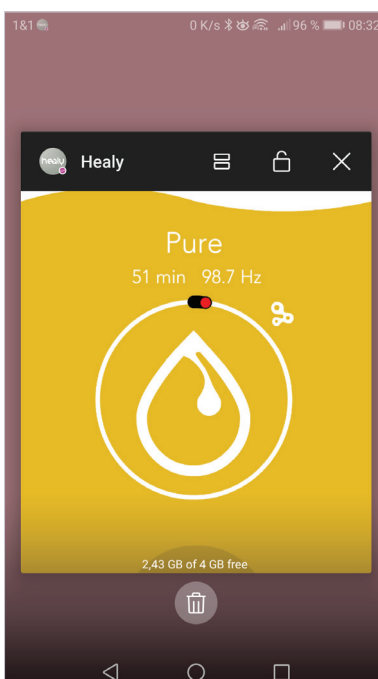 1&1
0 K/s 96 % 08:32
healy Healy
Pure
51 min 98.7 Hz
2,43 GB of 4 GB free